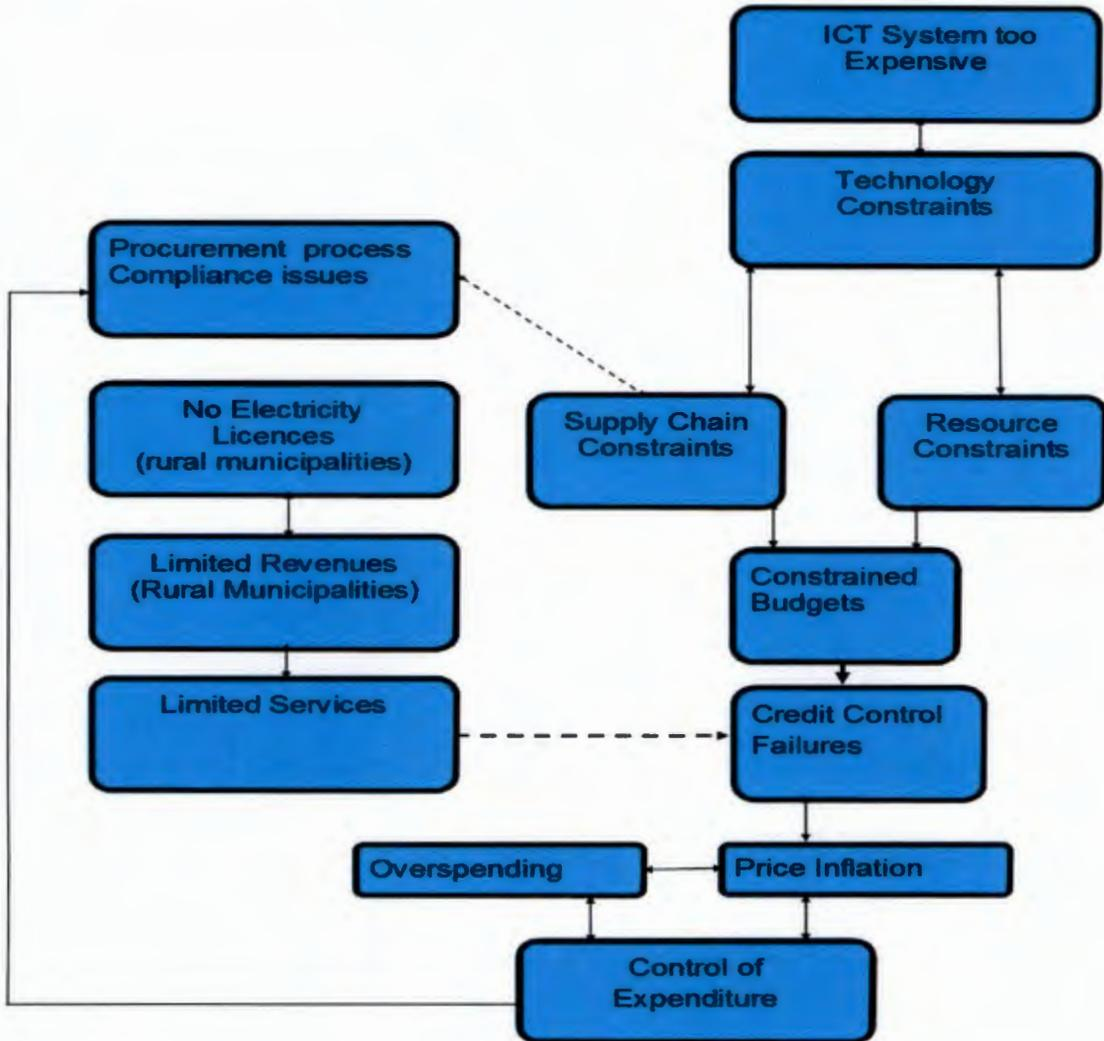 ICT System too
Expensive
Technology
Constraints
Procurement process
Compliance issues
No Electricity
Licences
(rural municipalities)
Supply Chain
Constraints
Resource
Constraints
Limited Revenues
(Rural Municipalities)
Constrained
Budgets
Limited Services
Credit Control
Failures
Overspending
Price Inflation
Control of
Expenditure